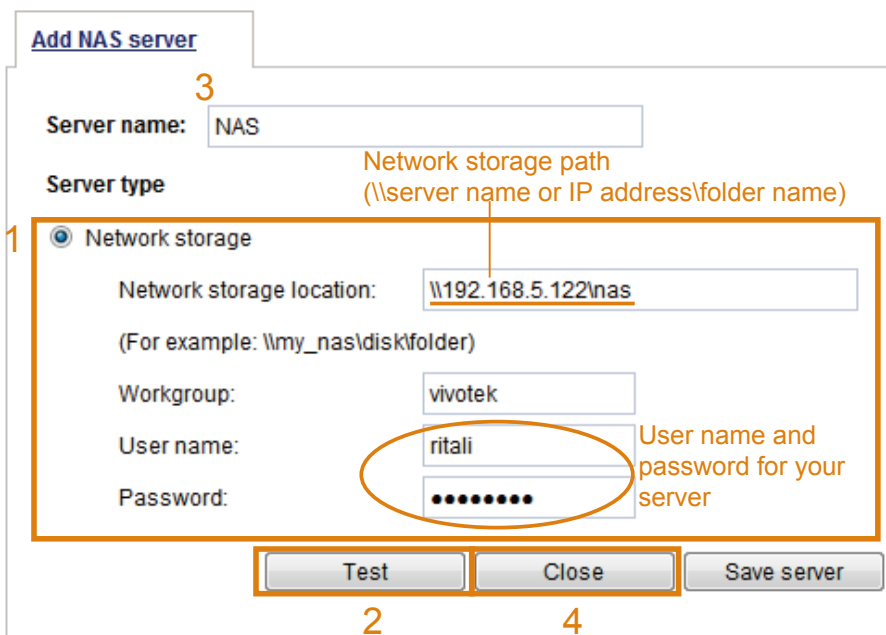 Add NAS server
3
Server name: NAS
Network storage path
(\\server name or IP address\folder name)
Server type
1
Network storage
Network storage location: \\192.168.5.122\nas
(For example: \\my_nas\disk\folder)
Workgroup: vivotek
User name: ritali
Password: ●●●●●●●●
User name and
password for your
server
Test Close Save server
2 4